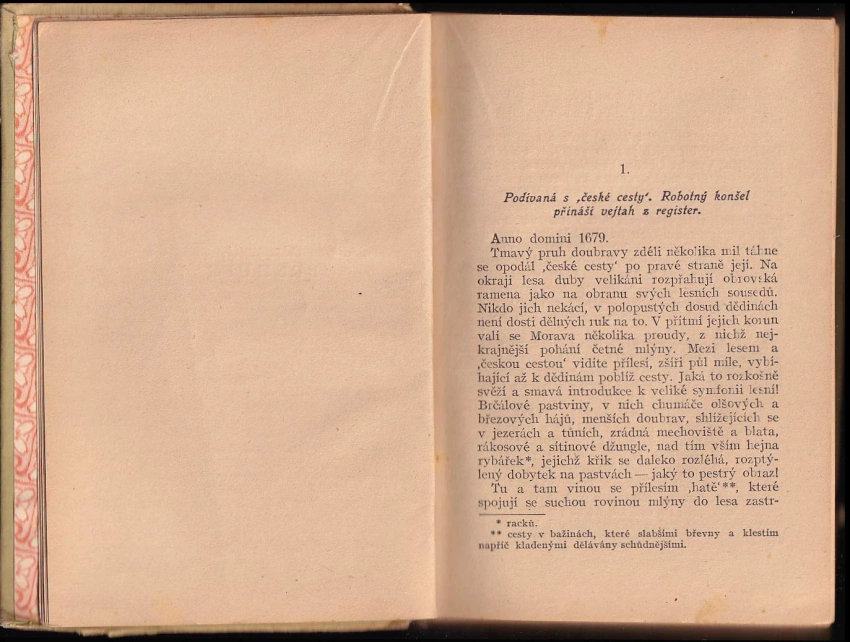 1.
Podívaná s ‚české cesty‘. Robotný konšel
přináší vejtah z register.
Anno domini 1679.
Tmavý pruh doubravy zdéli několika mil táhne
se opodál ‚české cesty‘ po pravé straně její. Na
okraji lesa duby velikáni rozpřahují obrovská
ramena jako na obranu svých lesních sousedů.
Nikdo jich nekácí, v polopustých dosud dědinách
není dosti dělných ruk na to. V přítmí jejich korun
valí se Morava několika proudy, z nichž nej-
krajnější pohání četné mlýny. Mezi lesem a
‚českou cestou‘ vidíte přílesí, zšíři půl míle, vybí-
hající až k dědinám poblíž cesty. Jaká to rozkošně
svěží a smavá introdukce k veliké symfonii lesní!
Brčálové pastviny, v nich chumáče olšových a
březových hájů, menších doubrav, shlížejících se
v jezerách a tůních, zrádná mechoviště a blata,
rákosové a sítinové džungle, nad tím vším hejna
rybářek*, jejichž křik se daleko rozléhá, rozptý-
lený dobytek na pastvách — jaký to pestrý obraz!
Tu a tam vinou se přílesím ‚hatě‘**, které
spojují se suchou rovinou mlýny do lesa zastr-
* racků.
** cesty v bažinách, které slabšími břevny a klestím
napříč kladenými dělávány schůdnějšími.